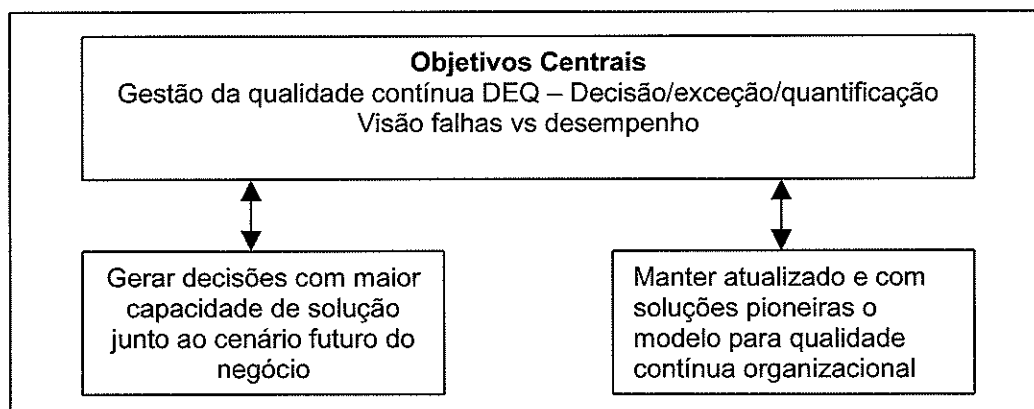 Objetivos Centrais
Gestão da qualidade contínua DEQ – Decisão/exceção/quantificação
Visão falhas vs desempenho
Gerar decisões com maior
capacidade de solução
junto ao cenário futuro do
negócio
Manter atualizado e com
soluções pioneiras o
modelo para qualidade
contínua organizacional